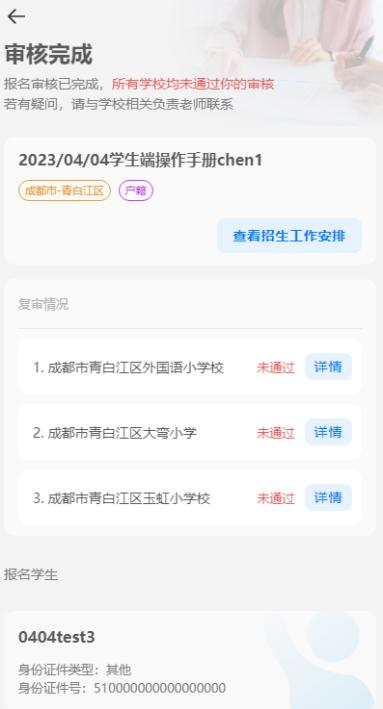 审核完成
报名审核已完成，所有学校均未通过你的审核
若有疑问，请与学校相关负责老师联系
2023/04/04学生端操作手册chen1
成都市-青白江区 户籍
查看招生工作安排
复审情况
1. 成都市青白江区外国语小学校 未通过 详情
2. 成都市青白江区大弯小学 未通过 详情
3. 成都市青白江区玉虹小学校 未通过 详情
报名学生
0404test3
身份证件类型：其他
身份证件号：510000000000000000